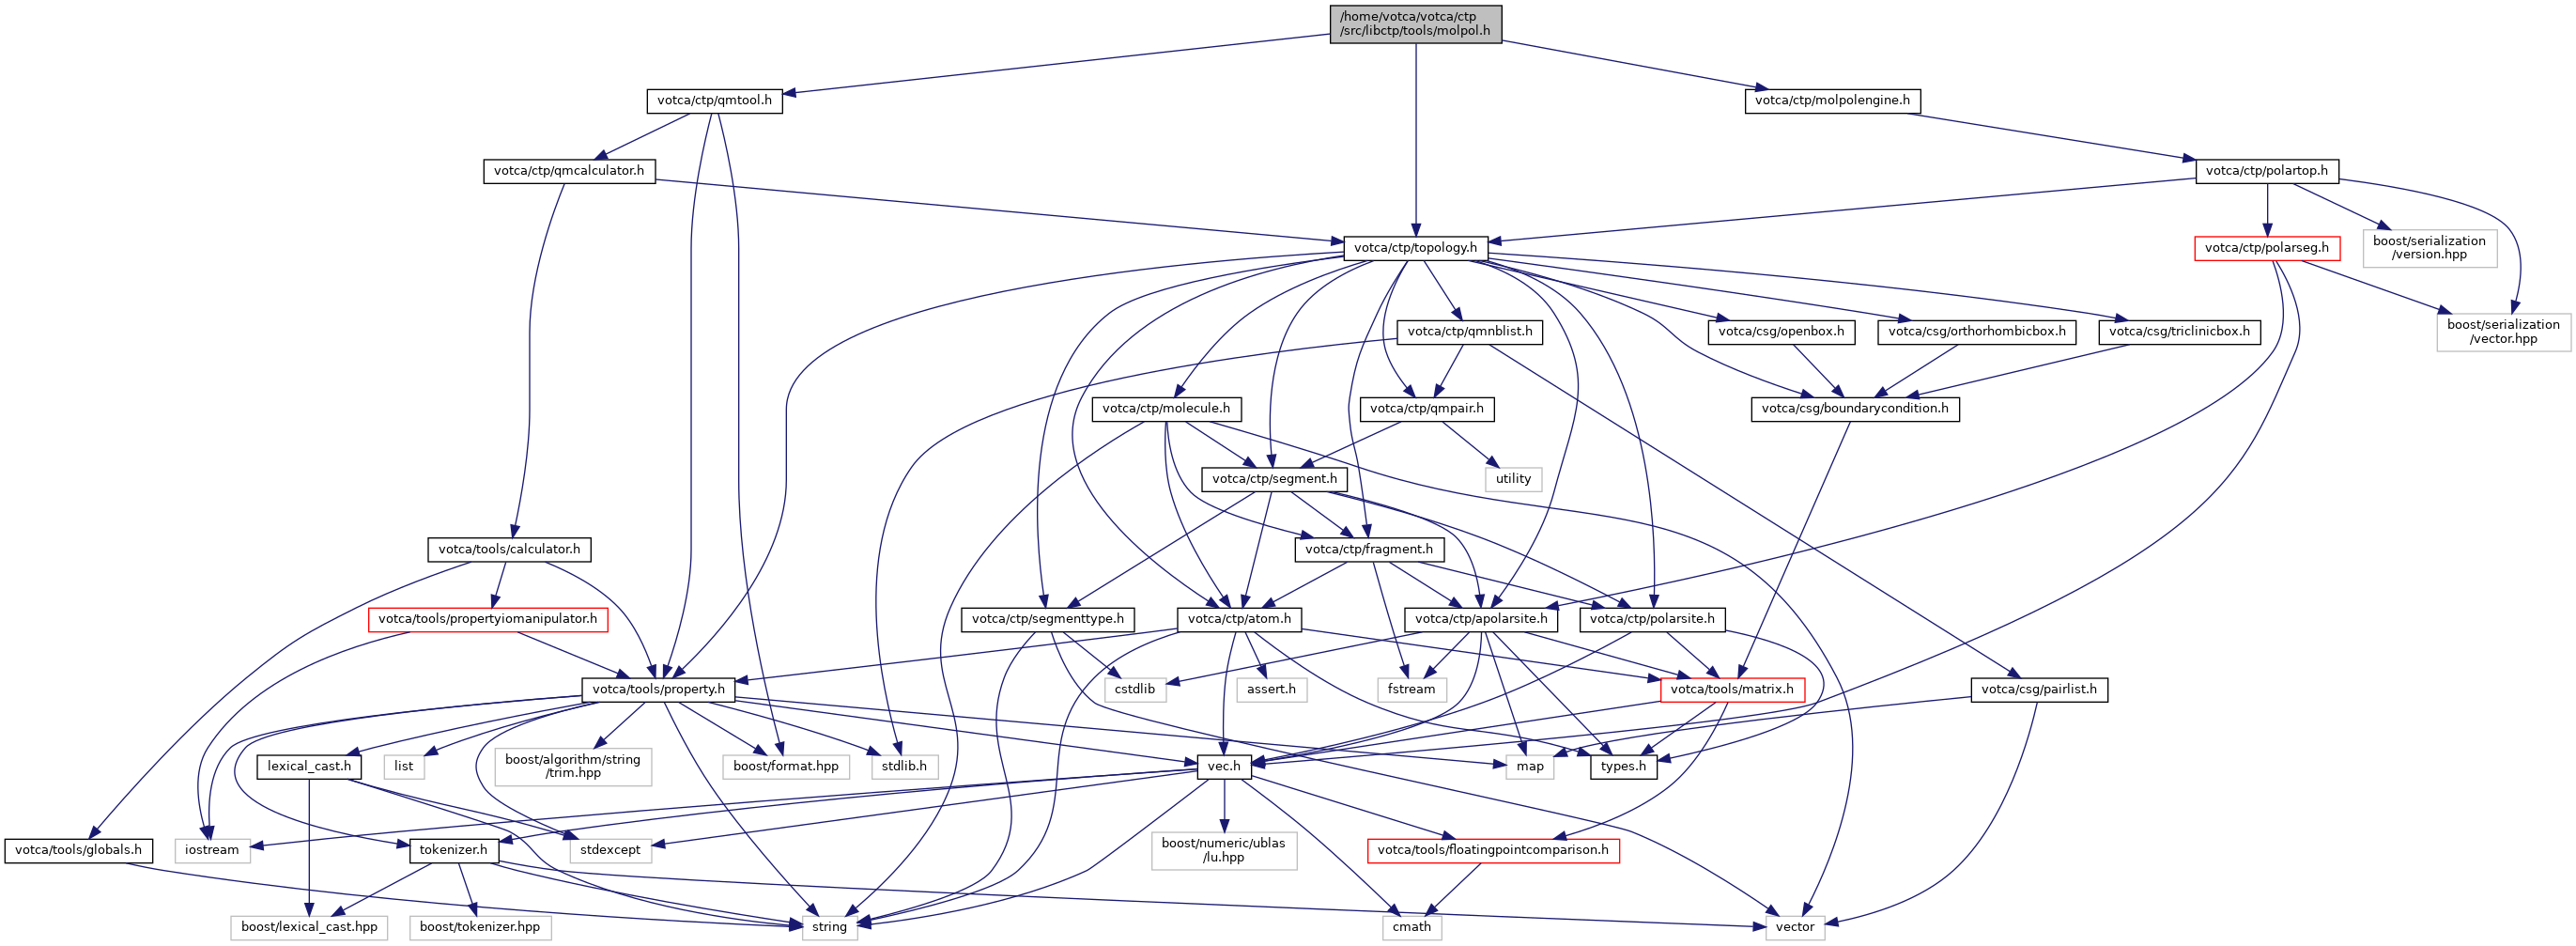 /home/votca/votca/ctp
/src/libctp/tools/molpol.h
votca/ctp/qmtool.h
votca/ctp/molpolengine.h
votca/ctp/qmcalculator.h
votca/ctp/polartop.h
votca/ctp/topology.h
votca/ctp/polarseg.h
boost/serialization
/version.hpp
votca/ctp/qmnblist.h
votca/csg/openbox.h
votca/csg/orthorhombicbox.h
votca/csg/triclinicbox.h
boost/serialization
/vector.hpp
votca/ctp/molecule.h
votca/ctp/qmpair.h
votca/csg/boundarycondition.h
votca/ctp/segment.h
utility
votca/tools/calculator.h
votca/ctp/fragment.h
votca/tools/propertyiomanipulator.h
votca/ctp/segmenttype.h
votca/ctp/atom.h
votca/ctp/apolarsite.h
votca/ctp/polarsite.h
votca/tools/property.h
cstdlib
assert.h
fstream
votca/tools/matrix.h
votca/csg/pairlist.h
lexical_cast.h
list
boost/algorithm/string
/trim.hpp
boost/format.hpp
stdlib.h
vec.h
map
types.h
votca/tools/globals.h
iostream
tokenizer.h
stdexcept
boost/numeric/ublas
/lu.hpp
votca/tools/floatingpointcomparison.h
boost/lexical_cast.hpp
boost/tokenizer.hpp
string
cmath
vector